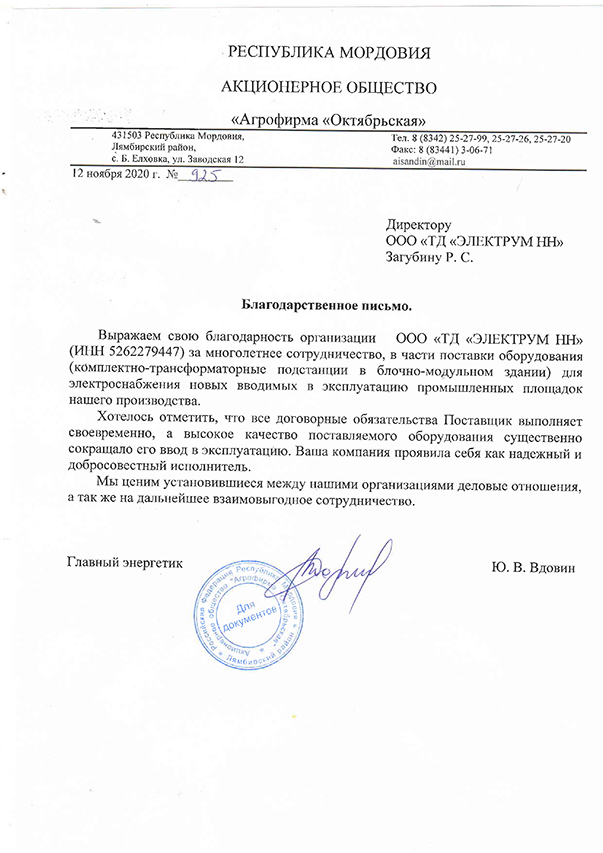 РЕСПУБЛИКА МОРДОВИЯ
АКЦИОНЕРНОЕ ОБЩЕСТВО
«Агрофирма «Октябрьская»
431503 Республика Мордовия,
Лямбирский район,
с. Б. Елховка, ул. Заводская 12
Тел. 8 (8342) 25-27-99, 25-27-26, 25-27-20
Факс: 8 (83441) 3-06-71
aisandin@mail.ru
12 ноября 2020 г. № 925
Директору
ООО «ТД «ЭЛЕКТРУМ НН»
Загубину Р. С.
Благодарственное письмо.
Выражаем свою благодарность организации ООО «ТД «ЭЛЕКТРУМ НН»
(ИНН 5262279447) за многолетнее сотрудничество, в части поставки оборудования
(комплектно-трансформаторные подстанции в блочно-модульном здании) для
электроснабжения новых вводимых в эксплуатацию промышленных площадок
нашего производства.
Хотелось отметить, что все договорные обязательства Поставщик выполняет
своевременно, а высокое качество поставляемого оборудования существенно
сокращало его ввод в эксплуатацию. Ваша компания проявила себя как надежный и
добросовестный исполнитель.
Мы ценим установившиеся между нашими организациями деловые отношения,
а так же на дальнейшее взаимовыгодное сотрудничество.
Главный энергетик
Ю. В. Вдовин
Российская Федерация Республика Мордовия * Лямбирский район *
Акционерное общество "Агрофирма "Октябрьская" *
Для
документов